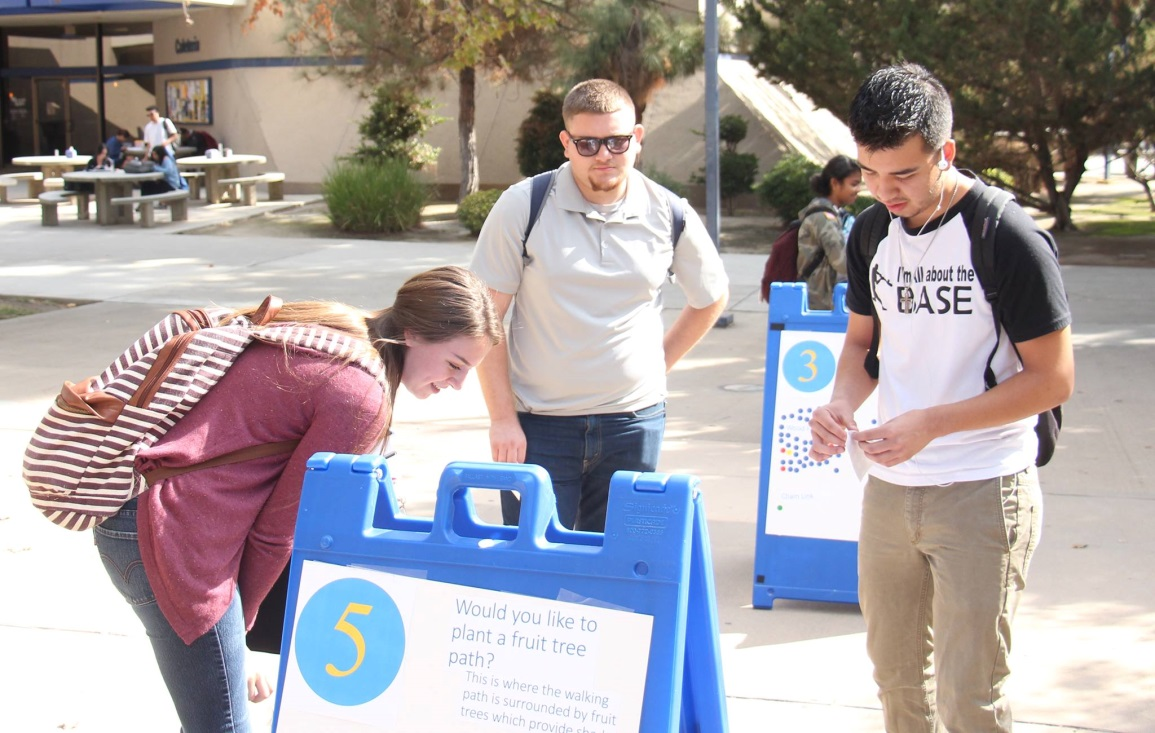 Cafeteria
I'm All about the
BASE
3
5
Would you like to
plant a fruit tree
path?
This is where the walking
path is surrounded by fruit
trees which provide